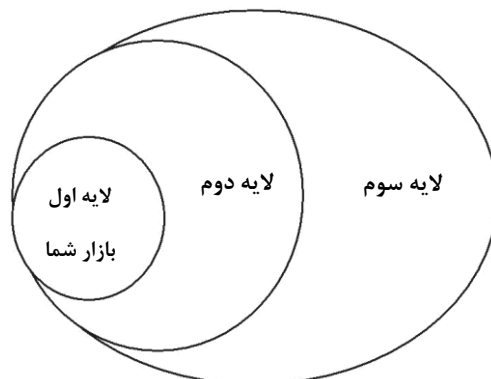 لایه سوم
لایه دوم
لایه اول
بازار شما